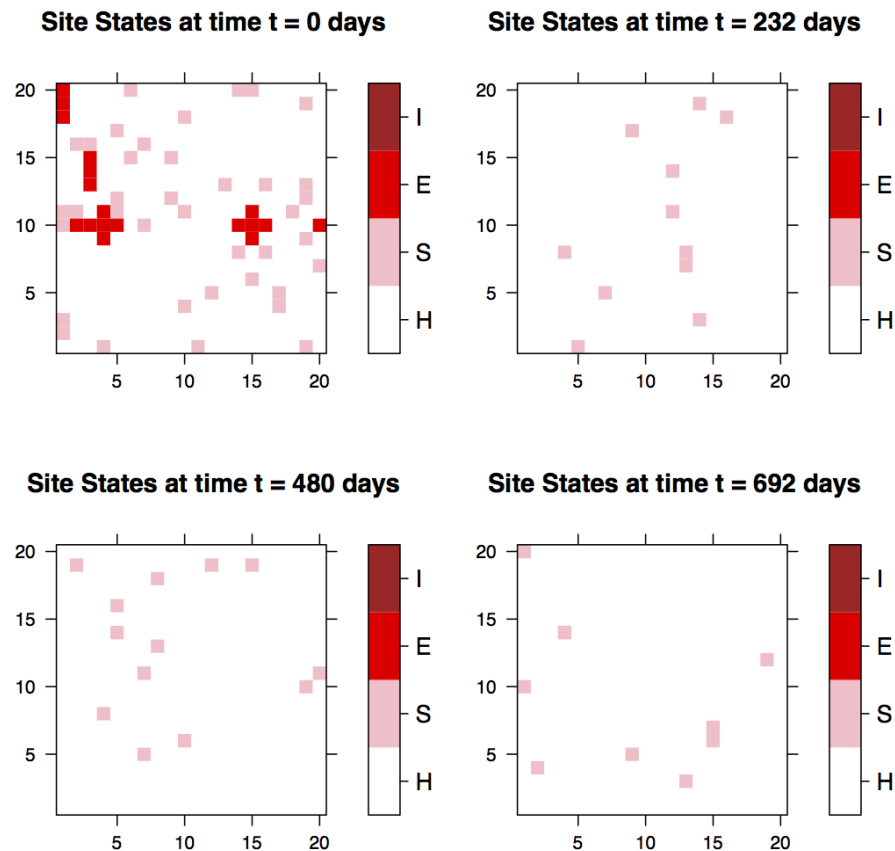 Site States at time t = 0 days
20
15
10
5
5
10
15
20
I
E
S
H
Site States at time t = 232 days
20
15
10
5
5
10
15
20
I
E
S
H
Site States at time t = 480 days
20
15
10
5
5
10
15
20
I
E
S
H
Site States at time t = 692 days
20
15
10
5
5
10
15
20
I
E
S
H